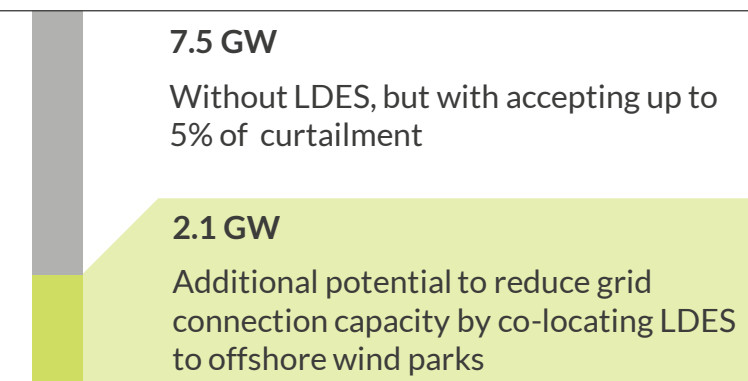 7.5 GW
Without LDES, but with accepting up to
5% of curtailment
2.1 GW
Additional potential to reduce grid
connection capacity by co-locating LDES
to offshore wind parks